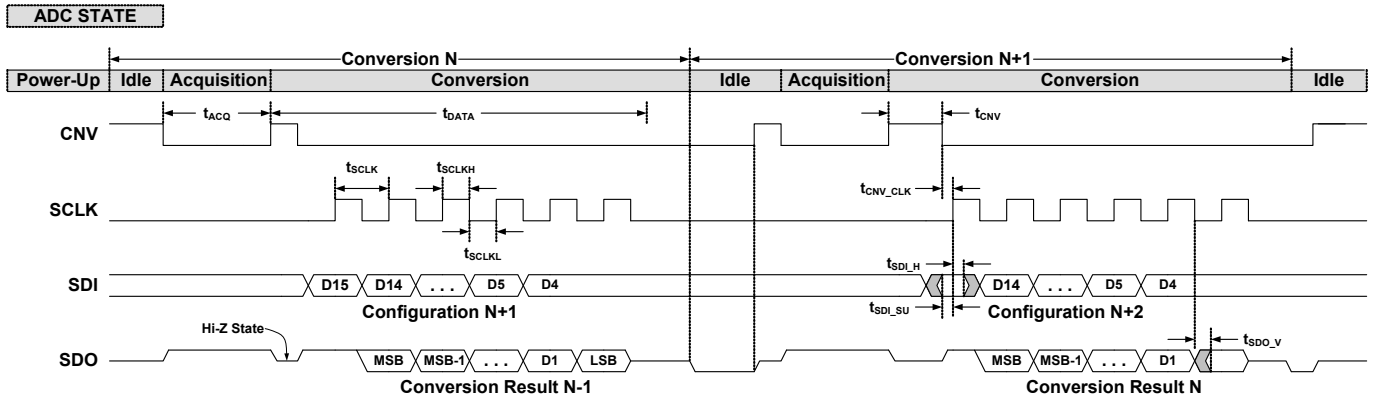 ADC STATE
Conversion N
Conversion N+1
Power-Up Idle Acquisition Conversion Idle Acquisition Conversion Idle
tACQ
tDATA
tCNV
CNV
tSCLK
tSCLKH
tCNV_CLK
SCLK
tSCLKL
tSDI_H
SDI D15 D14 . . . D5 D4 D14 . . . D5 D4
Configuration N+1
tSDI_SU
Configuration N+2
Hi-Z State
tSDO_V
SDO MSB MSB-1 . . . D1 LSB MSB MSB-1 . . . D1
Conversion Result N-1
Conversion Result N